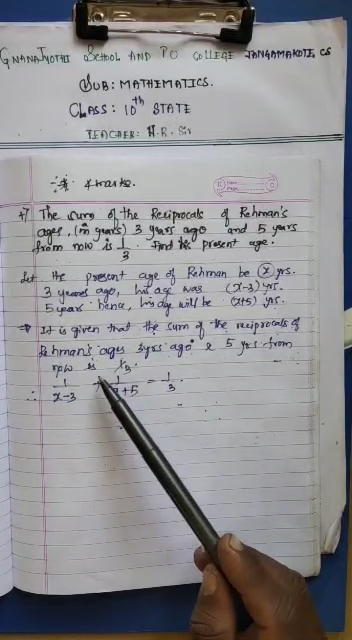 GNANAJYOTHI SCHOOL AND PU COLLEGE JANGAMAKOTE, CS
SUB: MATHEMATICS.
CLASS: 10th STATE
TEACHER: H.R. Sir
4 marks.
47 The sum of the Reciprocals of Rehman's
ages, (in years) 3 years ago and 5 years
from now is 1/3. Find his present age.
Let the present age of Rehman be x yrs.
3 years ago, his age was (x-3) yrs.
5 years hence, his age will be (x+5) yrs.
⇒ It is given that the sum of the reciprocals of
Rehman's ages 3yrs ago & 5 yrs from
now is 1/3.
∴ 1/x-3 + 1/x+5 = 1/3.